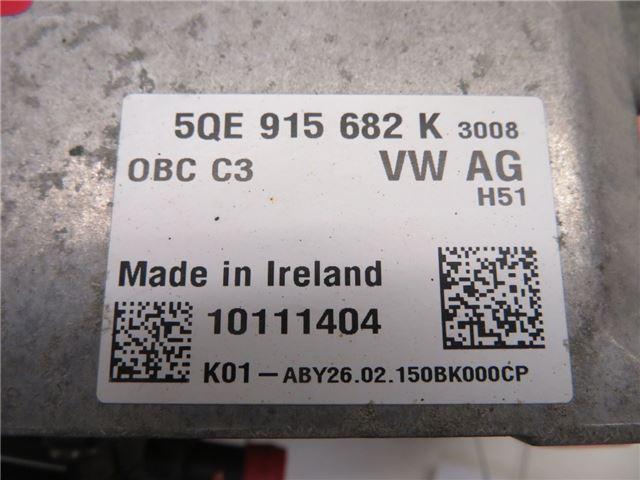 5QE 915 682 K 3008
OBC C3 VW AG
H51
Made in Ireland
10111404
K01-ABY26.02.150BK000CP